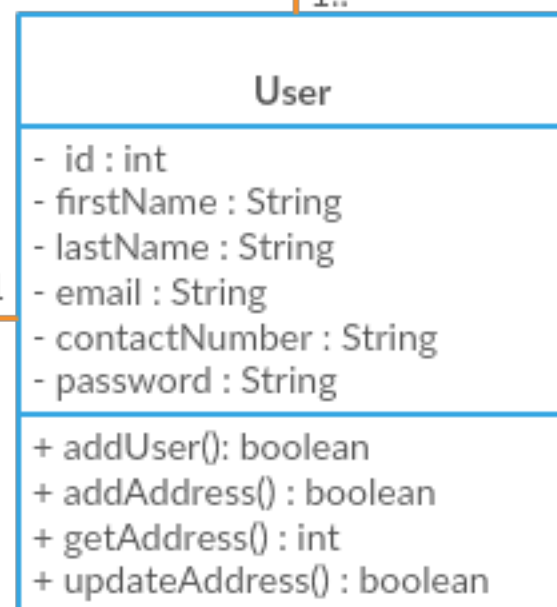 User
-  id : int
- firstName : String
- lastName : String
- email : String
- contactNumber : String
- password : String
+ addUser(): boolean
+ addAddress() : boolean
+ getAddress() : int
+ updateAddress() : boolean